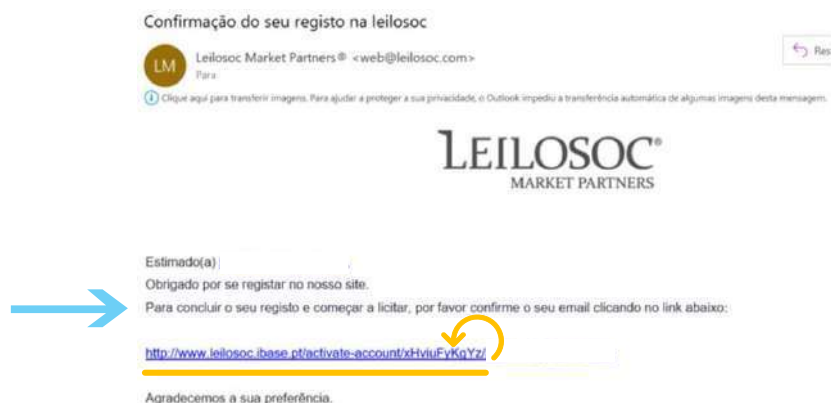 Confirmação do seu registo na leilosoc
LM
Leilosoc Market Partners® <web@leilosoc.com>
Para
Res
Clique aqui para transferir imagens. Para ajudar a proteger a sua privacidade, o Outlook impediu a transferência automática de algumas imagens desta mensagem.
LEILOSOC®
MARKET PARTNERS
Estimado(a)
Obrigado por se registar no nosso site.
Para concluir o seu registo e começar a licitar, por favor confirme o seu email clicando no link abaixo:
http://www.leilosoc.ibase.pt/activate-account/xHviuFyKgYz/
Agradecemos a sua preferência.